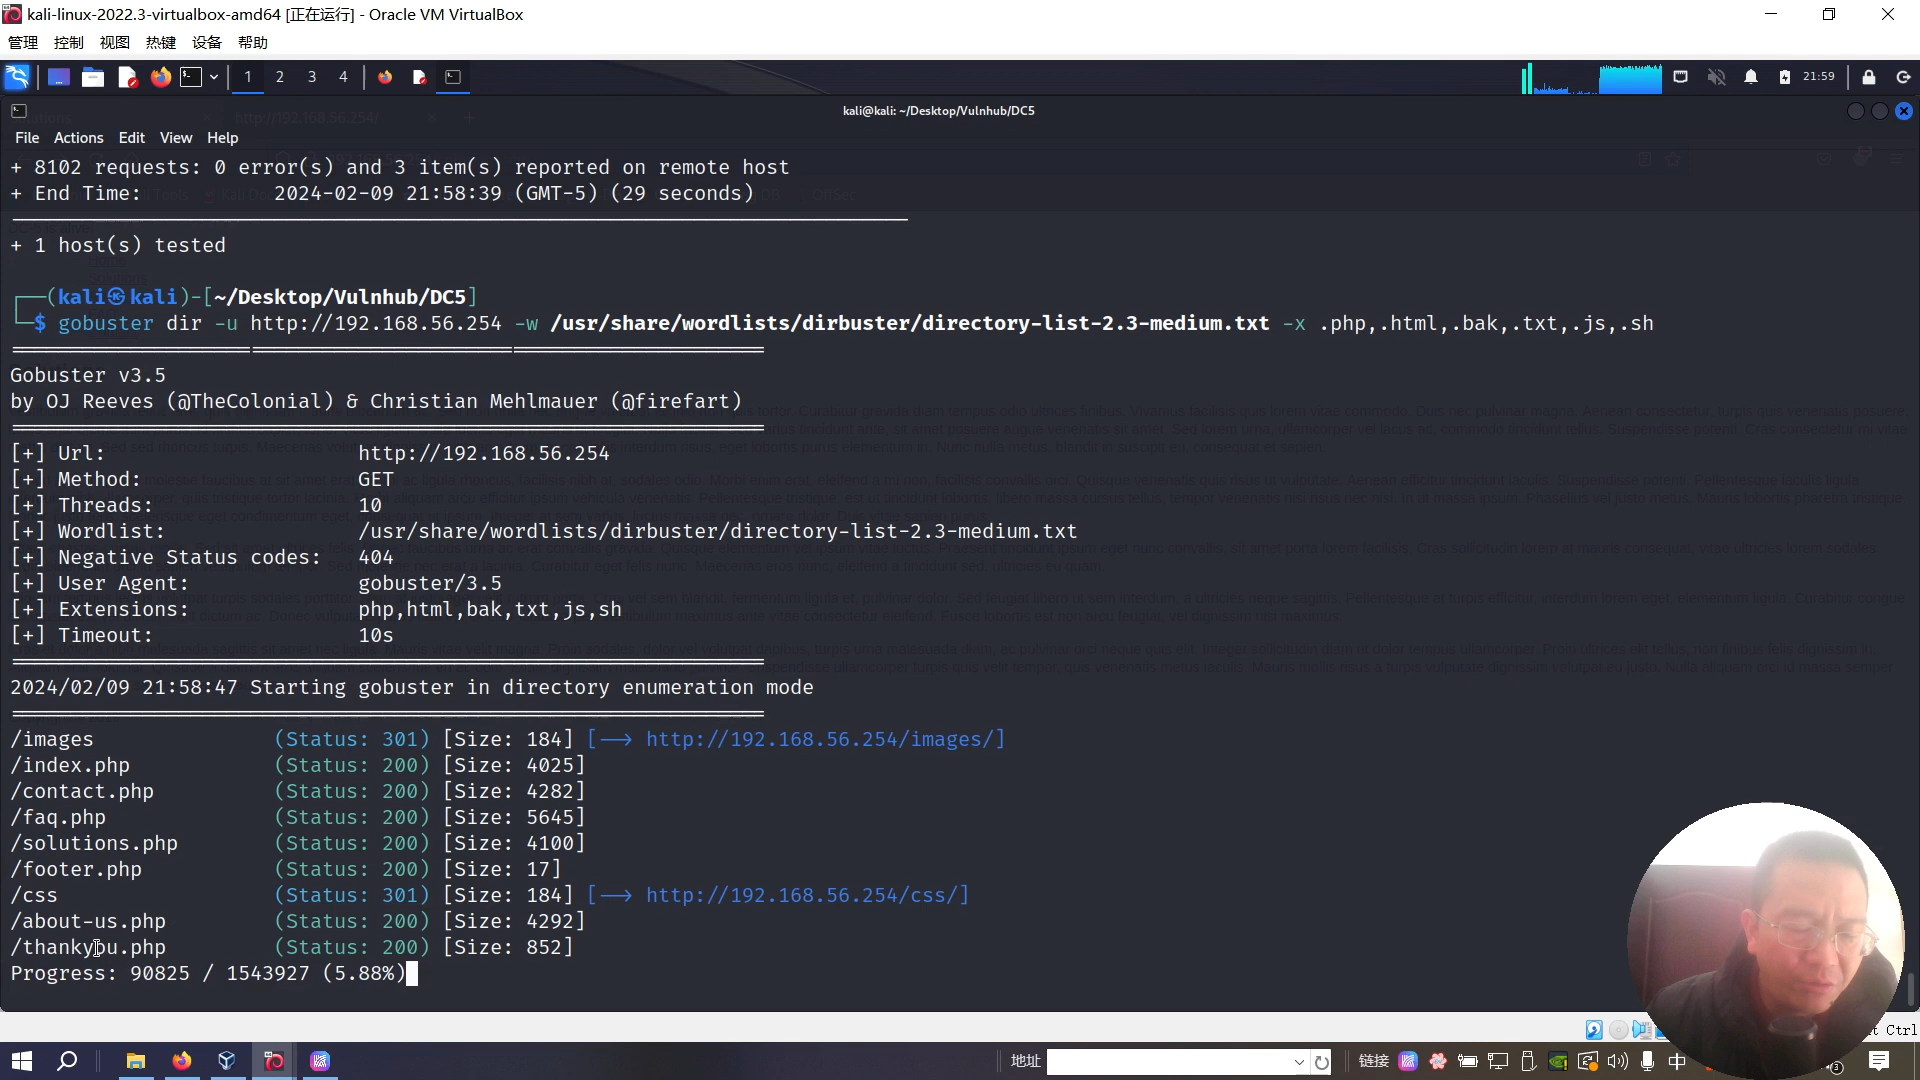 kali-linux-2022.3-virtualbox-amd64 [正在运行] - Oracle VM VirtualBox
管理 控制 视图 热键 设备 帮助
1 2 3 4 21:59
kali@kali: ~/Desktop/Vulnhub/DC5
File Actions Edit View Help
+ 8102 requests: 0 error(s) and 3 item(s) reported on remote host
+ End Time: 2024-02-09 21:58:39 (GMT-5) (29 seconds)
+ 1 host(s) tested
(kali㉿kali)-[~/Desktop/Vulnhub/DC5]
$ gobuster dir -u http://192.168.56.254 -w /usr/share/wordlists/dirbuster/directory-list-2.3-medium.txt -x .php,.html,.bak,.txt,.js,.sh
Gobuster v3.5
by OJ Reeves (@TheColonial) & Christian Mehlmauer (@firefart)
[+] Url: http://192.168.56.254
[+] Method: GET
[+] Threads: 10
[+] Wordlist: /usr/share/wordlists/dirbuster/directory-list-2.3-medium.txt
[+] Negative Status codes: 404
[+] User Agent: gobuster/3.5
[+] Extensions: php,html,bak,txt,js,sh
[+] Timeout: 10s
2024/02/09 21:58:47 Starting gobuster in directory enumeration mode
/images (Status: 301) [Size: 184] [--> http://192.168.56.254/images/]
/index.php (Status: 200) [Size: 4025]
/contact.php (Status: 200) [Size: 4282]
/faq.php (Status: 200) [Size: 5645]
/solutions.php (Status: 200) [Size: 4100]
/footer.php (Status: 200) [Size: 17]
/css (Status: 301) [Size: 184] [--> http://192.168.56.254/css/]
/about-us.php (Status: 200) [Size: 4292]
/thankyou.php (Status: 200) [Size: 852]
Progress: 90825 / 1543927 (5.88%)
Ctrl
地址 链接 中